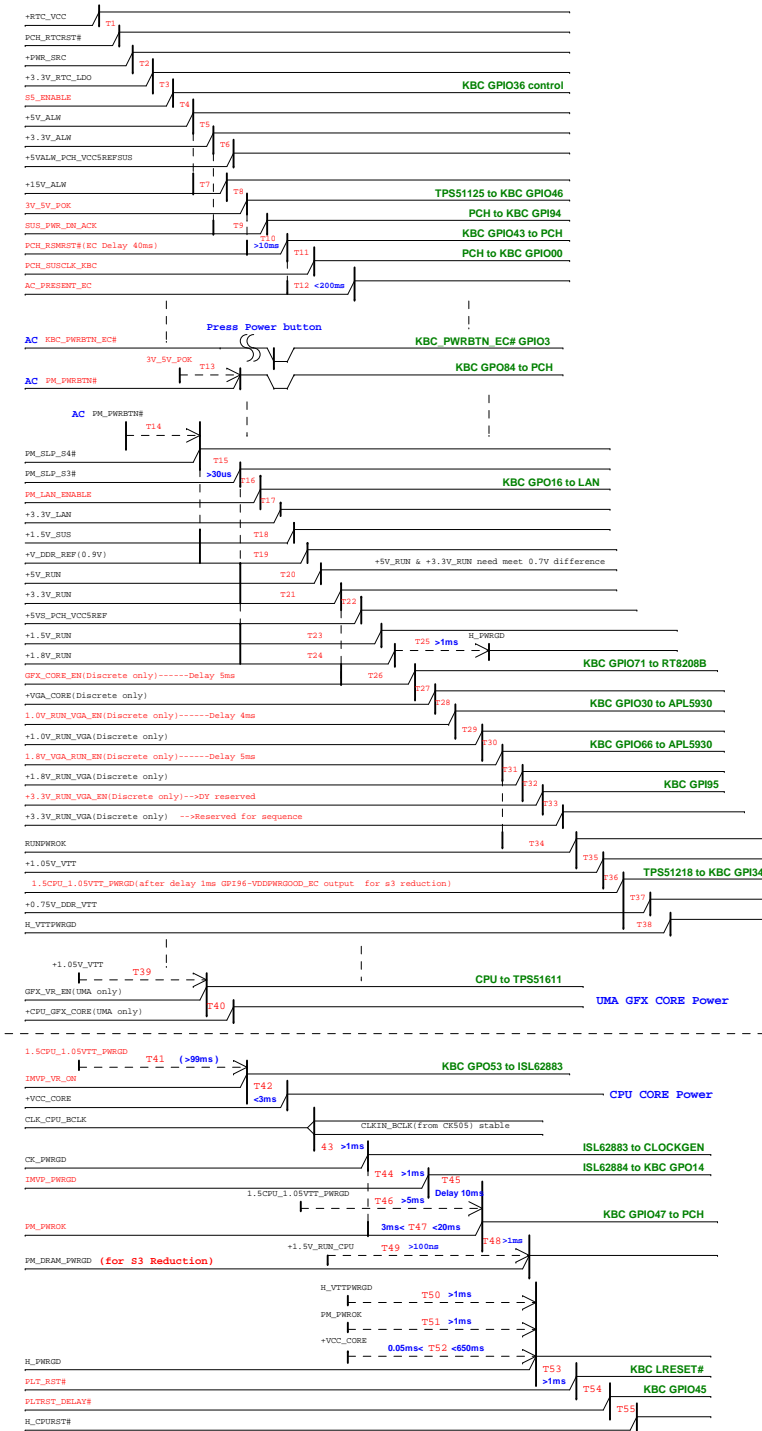 +RTC_VCC
T1
PCH_RTCRST#
+PWR_SRC
T2
+3.3V_RTC_LDO
T3
KBC GPIO36 control
S5_ENABLE
T4
+5V_ALW
T5
+3.3V_ALW
T6
+5VALW_PCH_VCC5REFSUS
+15V_ALW
T7
T8
TPS51125 to KBC GPIO46
3V_5V_POK
PCH to KBC GPI94
SUS_PWR_DN_ACK
T9
KBC GPIO43 to PCH
T10
PCH_RSMRST#(EC Delay 40ms)
>10ms
T11
PCH to KBC GPIO00
PCH_SUSCLK_KBC
AC_PRESENT_EC
T12 <200ms
Press Power button
AC KBC_PWRBTN_EC#
KBC_PWRBTN_EC# GPIO3
3V_5V_POK
T13
KBC GPO84 to PCH
AC PM_PWRBTN#
AC PM_PWRBTN#
T14
PM_SLP_S4#
T15
PM_SLP_S3#
>30us
T16
KBC GPO16 to LAN
PM_LAN_ENABLE
T17
+3.3V_LAN
+1.5V_SUS
T18
+V_DDR_REF(0.9V)
T19
+5V_RUN & +3.3V_RUN need meet 0.7V difference
+5V_RUN
T20
+3.3V_RUN
T21
T22
+5VS_PCH_VCC5REF
+1.5V_RUN
T23
T25 >1ms
H_PWRGD
+1.8V_RUN
T24
KBC GPIO71 to RT8208B
GFX_CORE_EN(Discrete only)------Delay 5ms
T26
+VGA_CORE(Discrete only)
T27
T28
KBC GPIO30 to APL5930
1.0V_RUN_VGA_EN(Discrete only)------Delay 4ms
T29
+1.0V_RUN_VGA(Discrete only)
T30
KBC GPIO66 to APL5930
1.8V_VGA_RUN_EN(Discrete only)------Delay 5ms
T31
+1.8V_RUN_VGA(Discrete only)
T32
KBC GPI95
+3.3V_RUN_VGA_EN(Discrete only)-->DY reserved
T33
+3.3V_RUN_VGA(Discrete only) -->Reserved for sequence
RUNPWROK
T34
+1.05V_VTT
T35
TPS51218 to KBC GPI34
T36
1.5CPU_1.05VTT_PWRGD(after delay 1ms GPI96-VDDPWRGOOD_EC output for s3 reduction)
T37
+0.75V_DDR_VTT
H_VTTPWRGD
T38
+1.05V_VTT
T39
CPU to TPS51611
GFX_VR_EN(UMA only)
T40
UMA GFX CORE Power
+CPU_GFX_CORE(UMA only)
1.5CPU_1.05VTT_PWRGD
T41 (>99ms)
KBC GPO53 to ISL62883
IMVP_VR_ON
T42
+VCC_CORE
<3ms
CPU CORE Power
CLK_CPU_BCLK
CLKIN_BCLK(from CK505) stable
43 >1ms
ISL62883 to CLOCKGEN
CK_PWRGD
T44 >1ms
T45
ISL62884 to KBC GPO14
IMVP_PWRGD
1.5CPU_1.05VTT_PWRGD
Delay 10ms
T46 >5ms
KBC GPIO47 to PCH
PM_PWROK
3ms< T47 <20ms
T48 >1ms
+1.5V_RUN_CPU
T49 >100ns
PM_DRAM_PWRGD (for S3 Reduction)
H_VTTPWRGD
T50 >1ms
PM_PWROK
T51 >1ms
+VCC_CORE
0.05ms< T52 <650ms
H_PWRGD
T53
KBC LRESET#
PLT_RST#
>1ms
T54
KBC GPIO45
PLTRST_DELAY#
T55
H_CPURST#